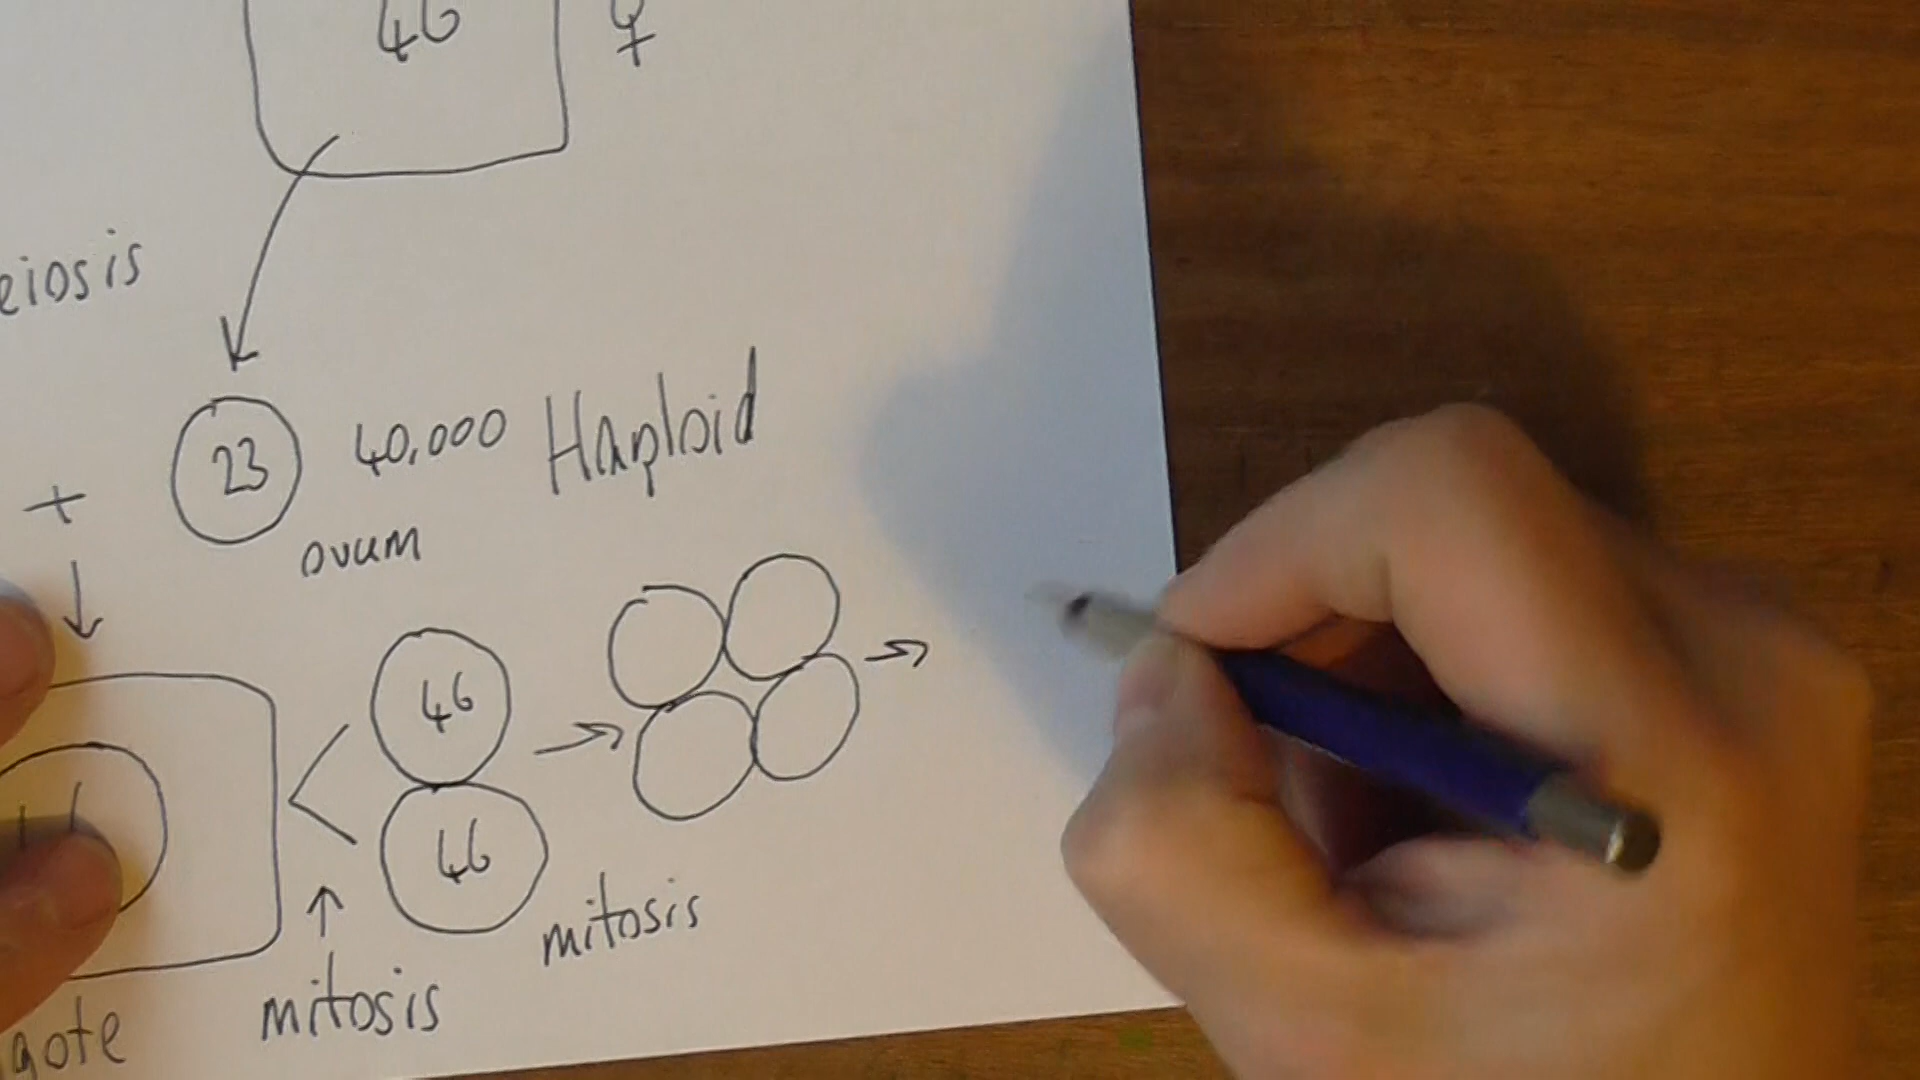 46 ♀
eiosis
23 40,000 Haploid
+
ovum
46
46
mitosis
mitosis
gote